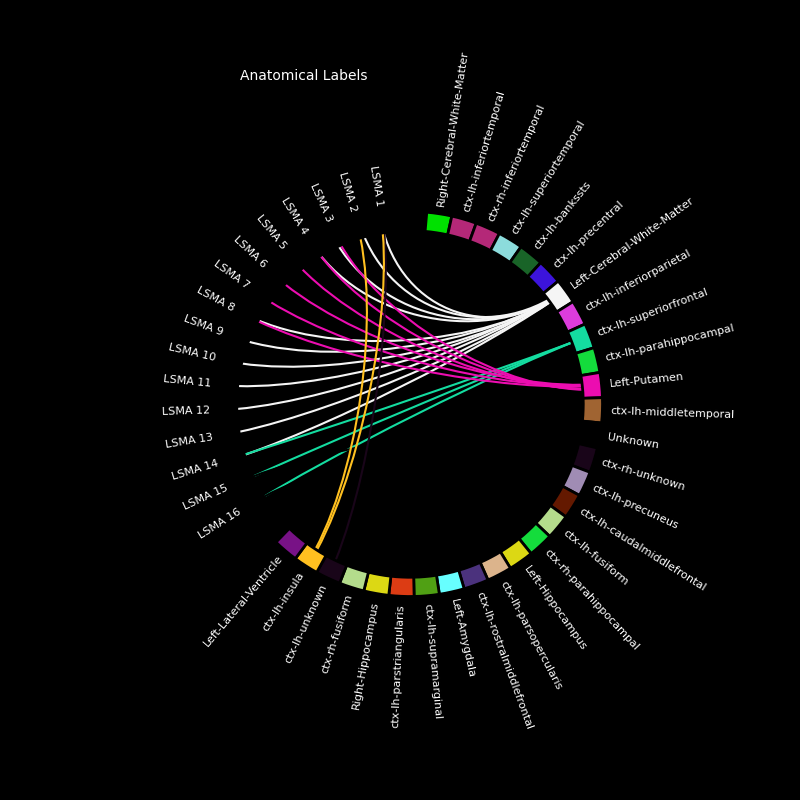 Anatomical Labels
LSMA 1
LSMA 2
LSMA 3
LSMA 4
LSMA 5
LSMA 6
LSMA 7
LSMA 8
LSMA 9
LSMA 10
LSMA 11
LSMA 12
LSMA 13
LSMA 14
LSMA 15
LSMA 16
Right-Cerebral-White-Matter
ctx-lh-inferiortemporal
ctx-rh-inferiortemporal
ctx-lh-superiortemporal
ctx-lh-bankssts
ctx-lh-precentral
Left-Cerebral-White-Matter
ctx-lh-inferiorparietal
ctx-lh-superiorfrontal
ctx-lh-parahippocampal
Left-Putamen
ctx-lh-middletemporal
Unknown
ctx-rh-unknown
ctx-lh-precuneus
ctx-lh-caudalmiddlefrontal
ctx-lh-fusiform
ctx-rh-parahippocampal
Left-Hippocampus
ctx-lh-parsopercularis
ctx-lh-rostralmiddlefrontal
Left-Amygdala
ctx-lh-supramarginal
ctx-lh-parstriangularis
Right-Hippocampus
ctx-rh-fusiform
ctx-lh-unknown
ctx-lh-insula
Left-Lateral-Ventricle